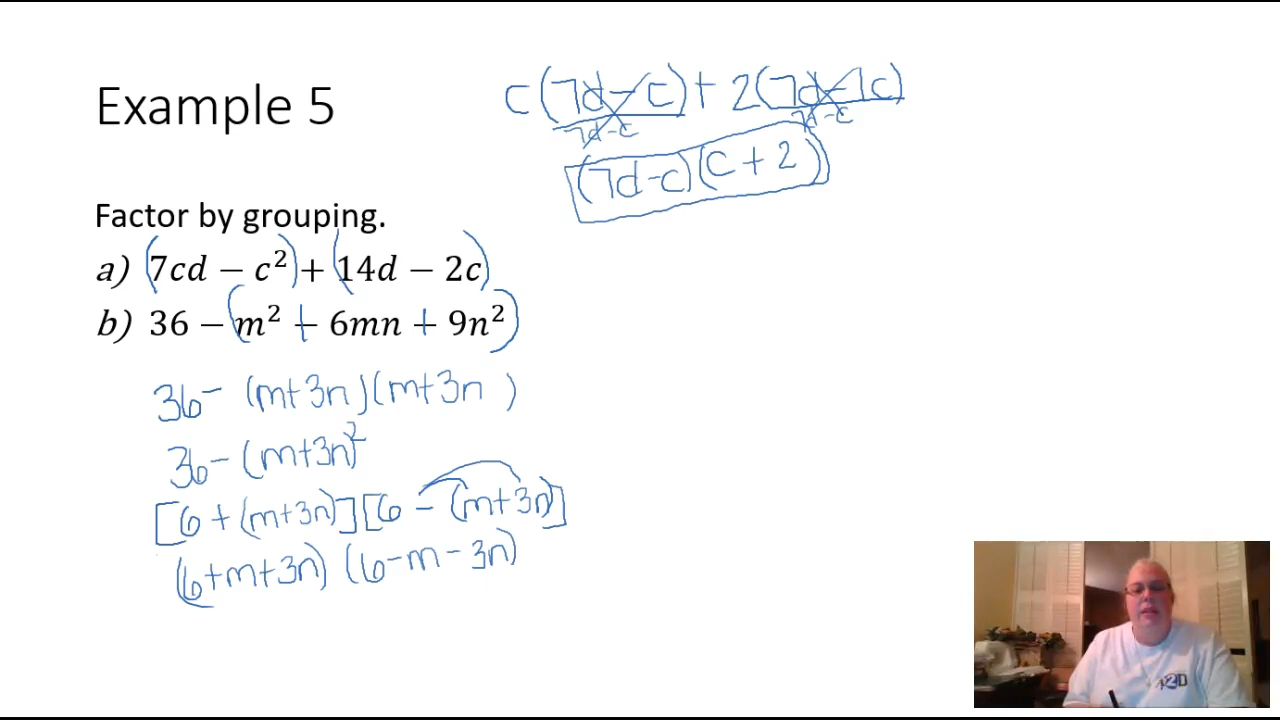 Example 5
c(7d-c)+2(7d-1c)
7d-c 7d-c
(7d-c)(c+2)
Factor by grouping.
a) (7cd − c²) + (14d − 2c)
b) 36 − (m² + 6mn + 9n²)
36- (m+3n)(m+3n )
36-(m+3n)²
[6+(m+3n)][6-(m+3n)]
(6+m+3n) (6-m-3n)